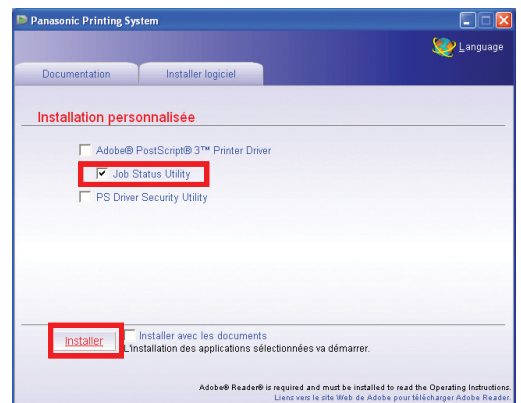 Panasonic Printing System
Language
Documentation
Installer logiciel
Installation personnalisée
Adobe® PostScript® 3™ Printer Driver
Job Status Utility
PS Driver Security Utility
Installer
Installer avec les documents
L'installation des applications sélectionnées va démarrer.
Adobe® Reader® is required and must be installed to read the Operating Instructions.
Liens vers le site Web de Adobe pour télécharger Adobe Reader.